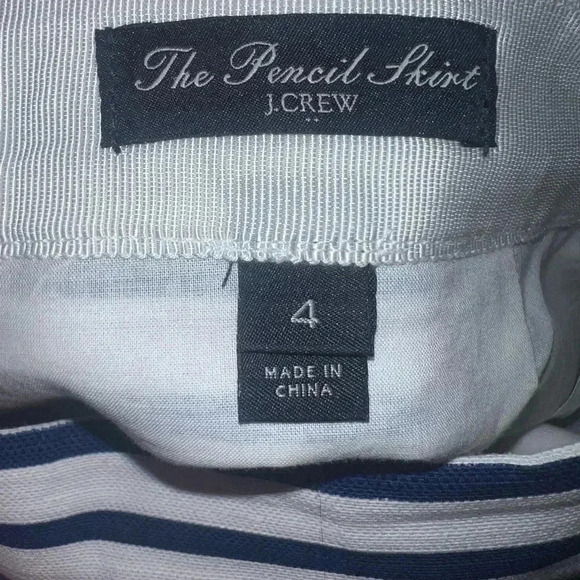 The Pencil Skirt
J.CREW
4
MADE IN
CHINA